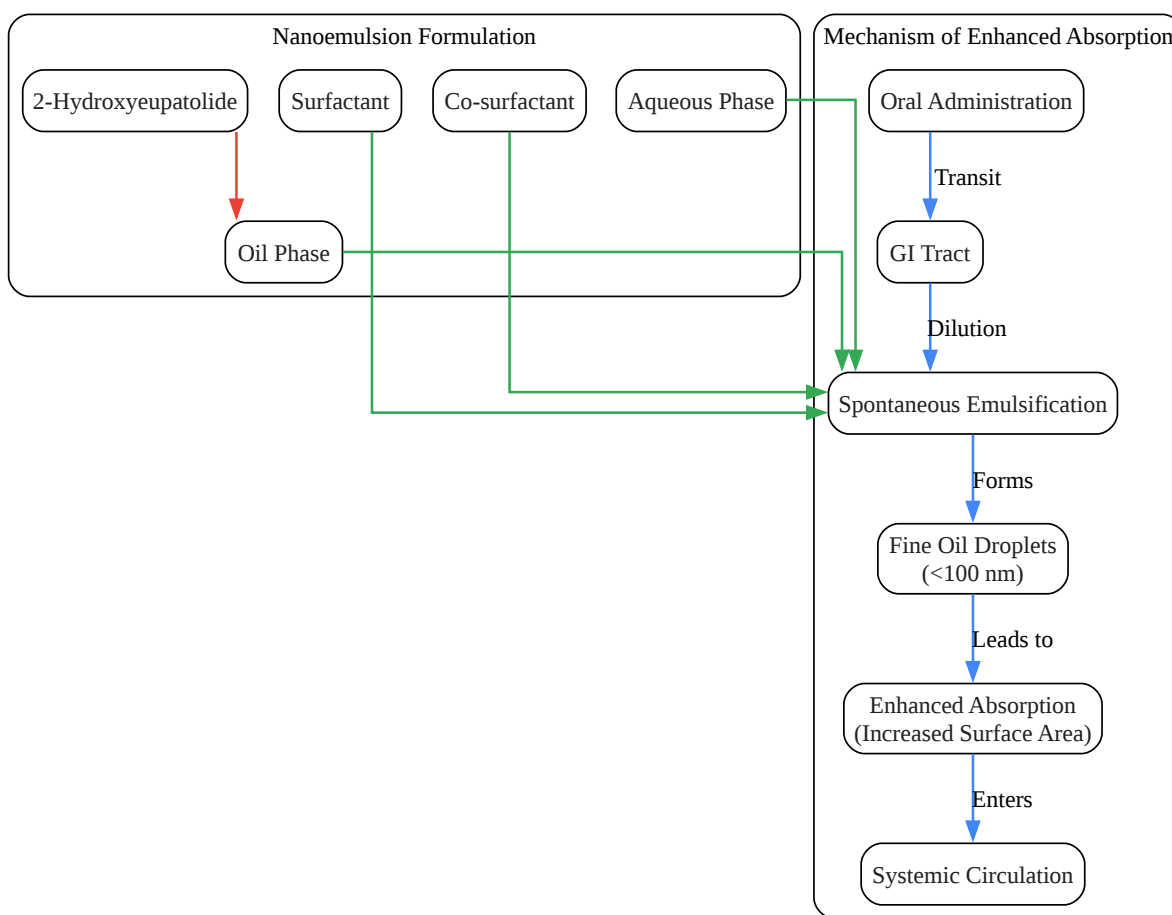 Nanoemulsion Formulation
2-Hydroxyeupatolide
Surfactant
Co-surfactant
Aqueous Phase
Oil Phase
Mechanism of Enhanced Absorption
Oral Administration
Transit
GI Tract
Dilution
Spontaneous Emulsification
Forms
Fine Oil Droplets
(<100 nm)
Leads to
Enhanced Absorption
(Increased Surface Area)
Enters
Systemic Circulation